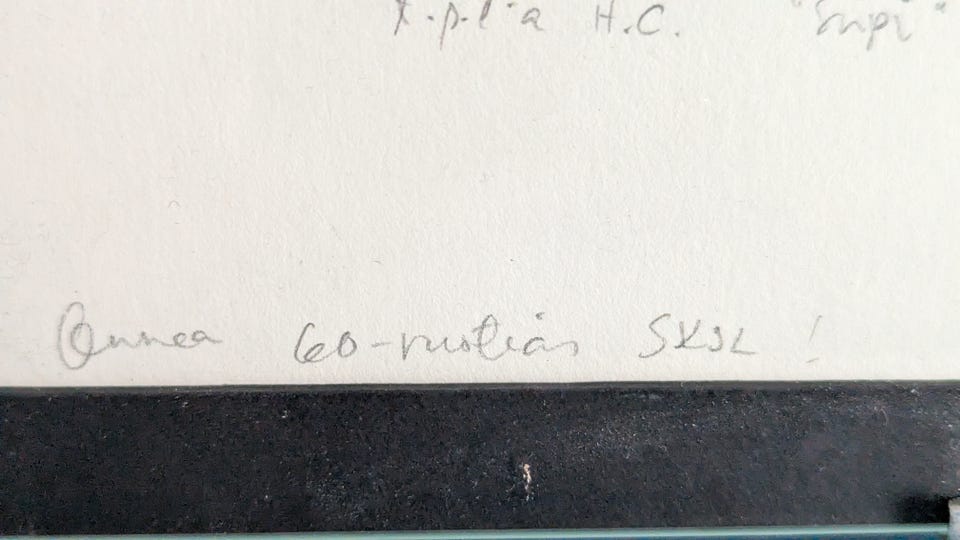 t.p.l'a H.C.
Onnea 60-vuotias SKSL !